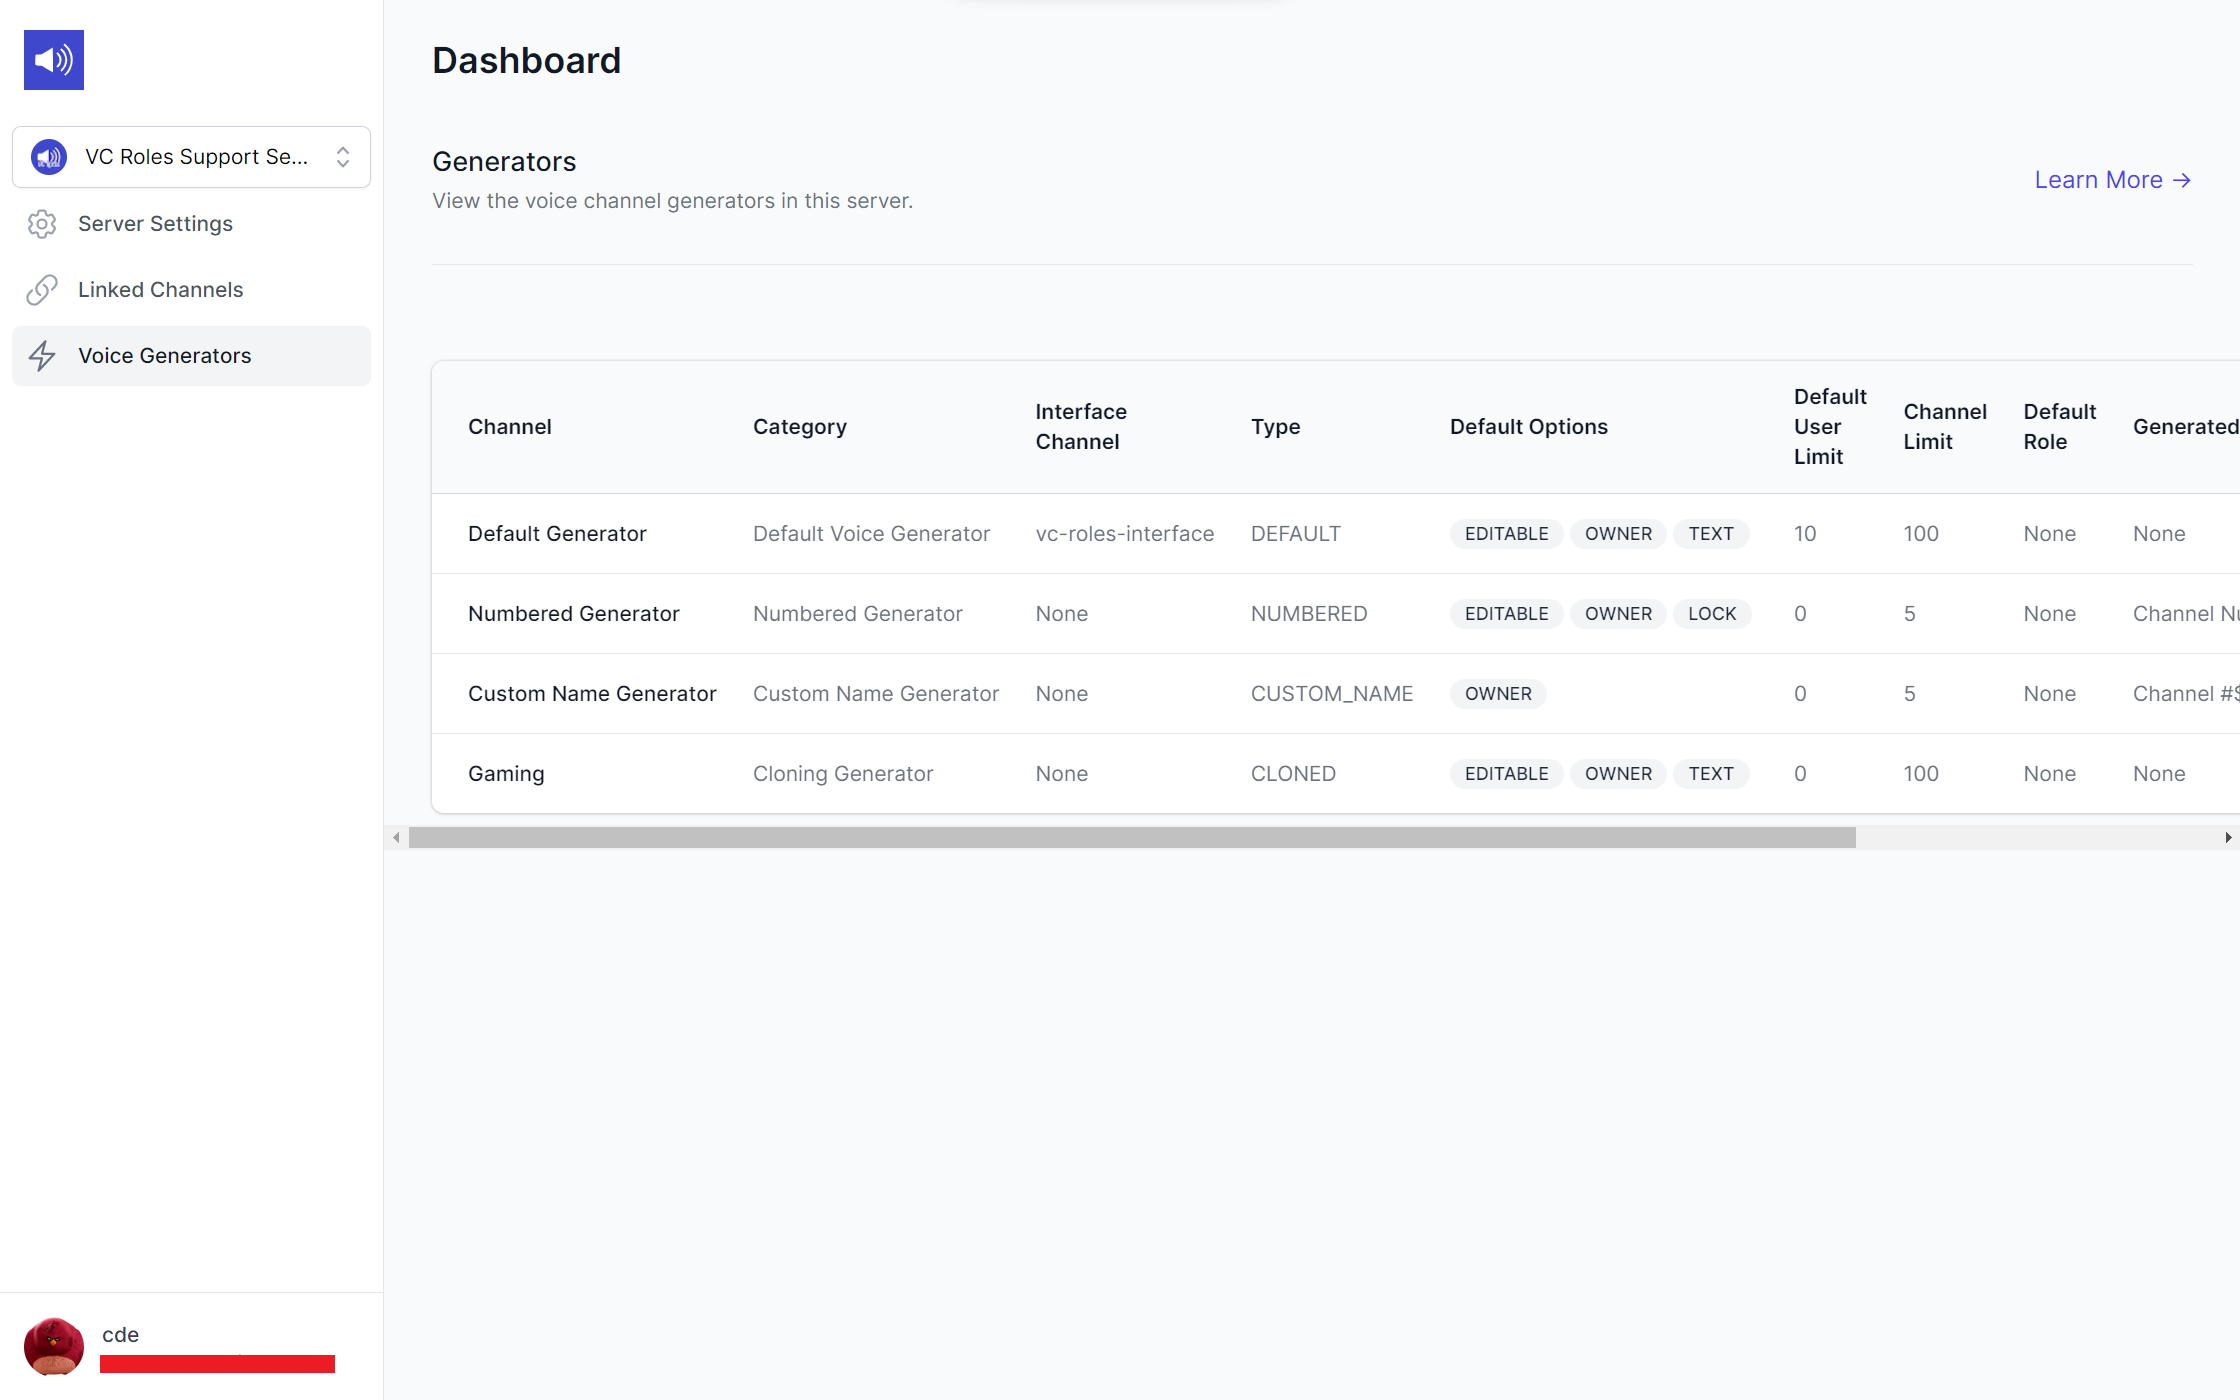 VC Roles Support Se...
Server Settings
Linked Channels
Voice Generators
cde
Dashboard
Generators
View the voice channel generators in this server.
Learn More →
Channel Category Interface Channel Type Default Options Default User Limit Channel Limit Default Role Generated
Default Generator Default Voice Generator vc-roles-interface DEFAULT EDITABLE OWNER TEXT 10 100 None None
Numbered Generator Numbered Generator None NUMBERED EDITABLE OWNER LOCK 0 5 None Channel Nu
Custom Name Generator Custom Name Generator None CUSTOM_NAME OWNER 0 5 None Channel #$
Gaming Cloning Generator None CLONED EDITABLE OWNER TEXT 0 100 None None